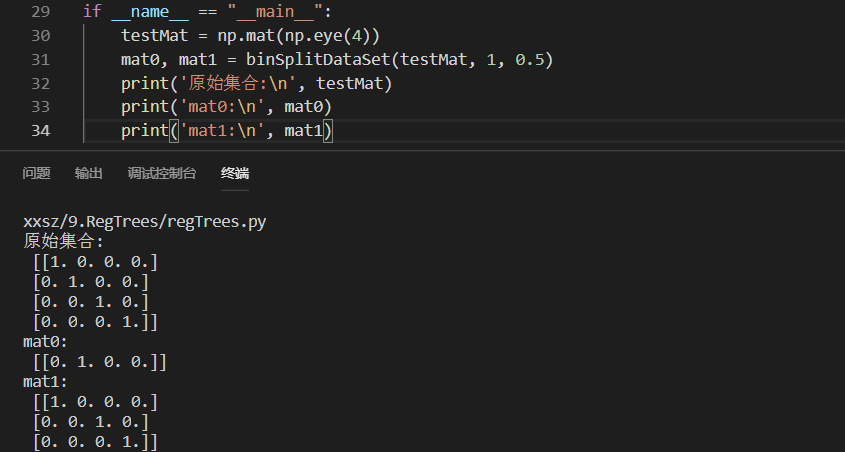 29 if __name__ == "__main__":
30 testMat = np.mat(np.eye(4))
31 mat0, mat1 = binSplitDataSet(testMat, 1, 0.5)
32 print('原始集合:\n', testMat)
33 print('mat0:\n', mat0)
34 print('mat1:\n', mat1)
问题 输出 调试控制台 终端
xxsz/9.RegTrees/regTrees.py
原始集合:
[[1. 0. 0. 0.]
[0. 1. 0. 0.]
[0. 0. 1. 0.]
[0. 0. 0. 1.]]
mat0:
[[0. 1. 0. 0.]]
mat1:
[[1. 0. 0. 0.]
[0. 0. 1. 0.]
[0. 0. 0. 1.]]